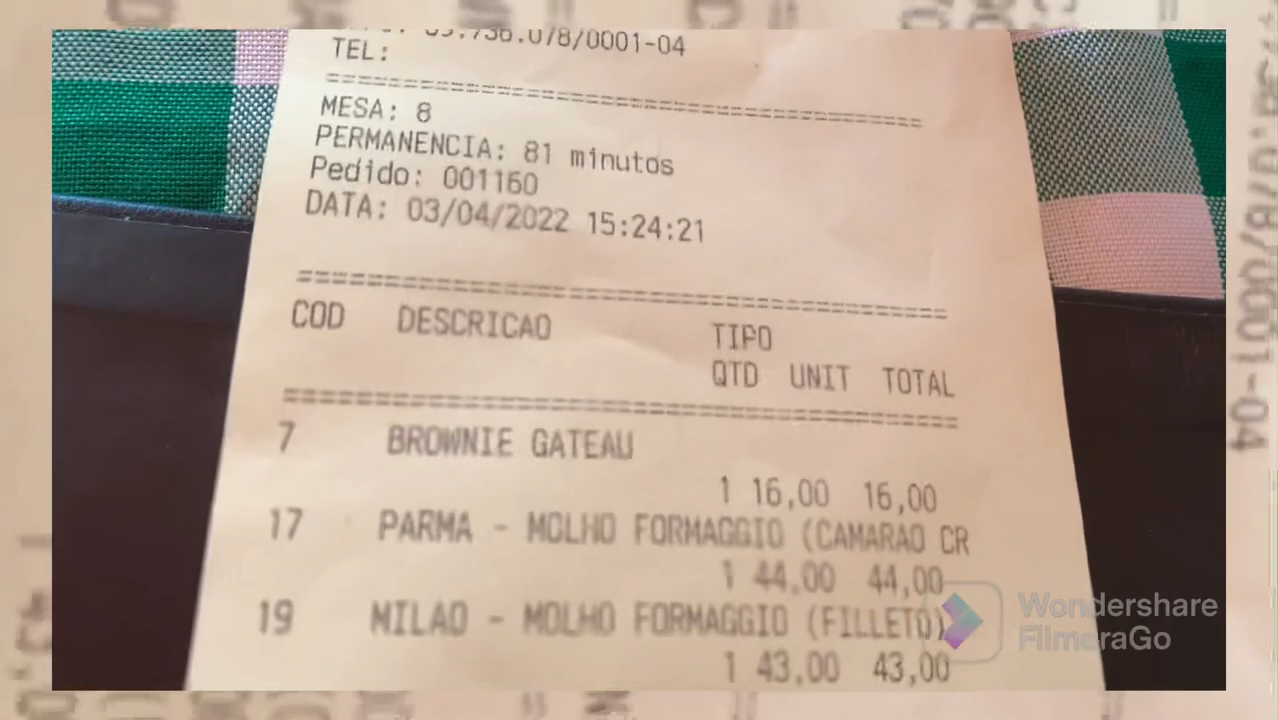 TEL:
MESA: 8
PERMANENCIA: 81 minutos
Pedido: 001160
DATA: 03/04/2022 15:24:21
COD DESCRICAO TIPO
QTD UNIT TOTAL
7 BROWNIE GATEAU
1 16,00 16,00
17 PARMA - MOLHO FORMAGGIO (CAMARAO CR
1 44,00 44,00
19 MILAO - MOLHO FORMAGGIO (FILLETO)
1 43,00 43,00
Wondershare
FilmoraGo